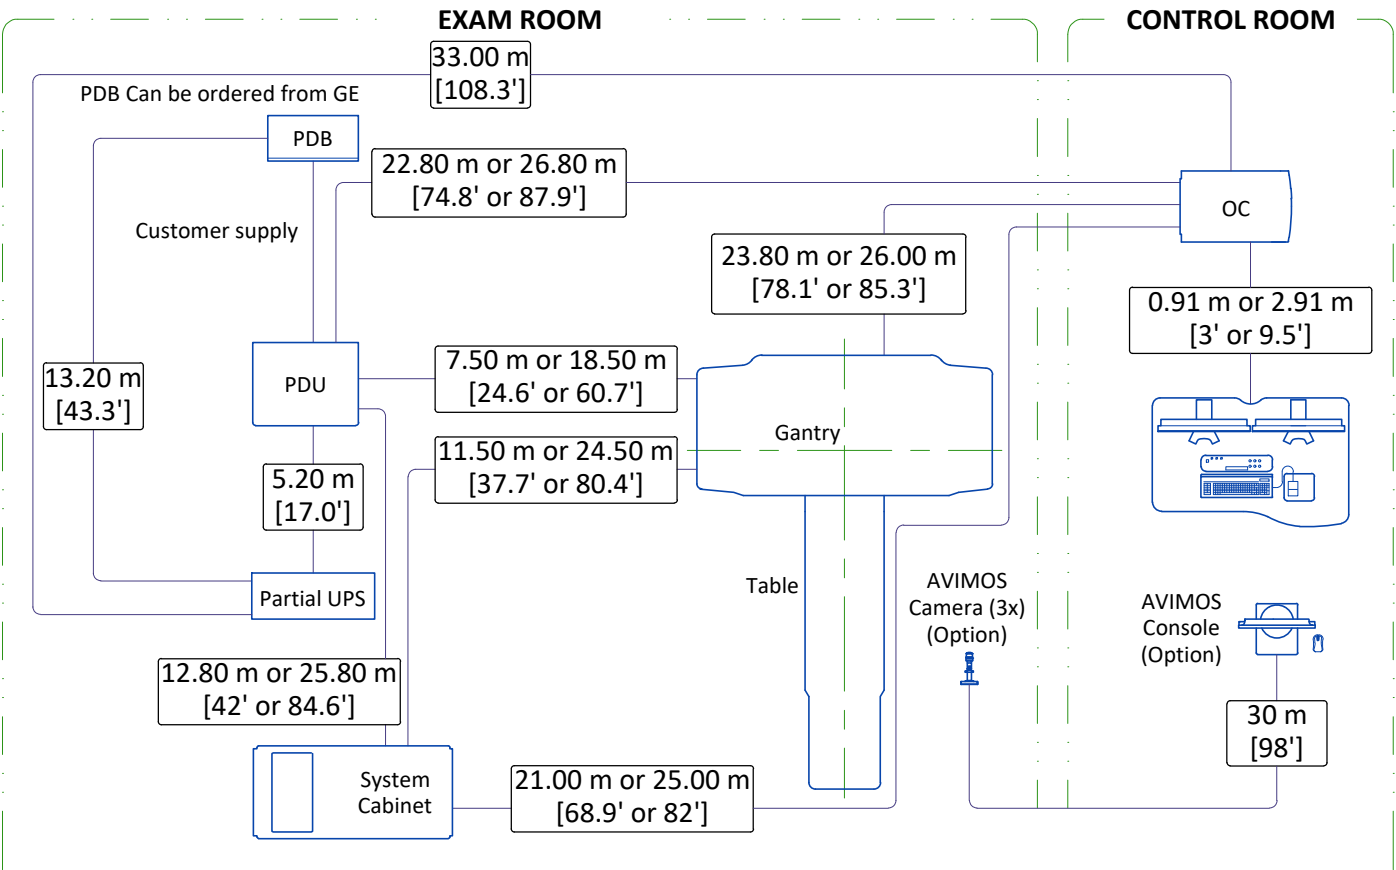 EXAM ROOM
CONTROL ROOM
33.00 m
[108.3']
PDB Can be ordered from GE
PDB
22.80 m or 26.80 m
[74.8' or 87.9']
OC
Customer supply
23.80 m or 26.00 m
[78.1' or 85.3']
0.91 m or 2.91 m
[3' or 9.5']
13.20 m
[43.3']
PDU
7.50 m or 18.50 m
[24.6' or 60.7']
Gantry
11.50 m or 24.50 m
[37.7' or 80.4']
5.20 m
[17.0']
Partial UPS
Table
AVIMOS
Camera (3x)
(Option)
AVIMOS
Console
(Option)
12.80 m or 25.80 m
[42' or 84.6']
30 m
[98']
System
Cabinet
21.00 m or 25.00 m
[68.9' or 82']